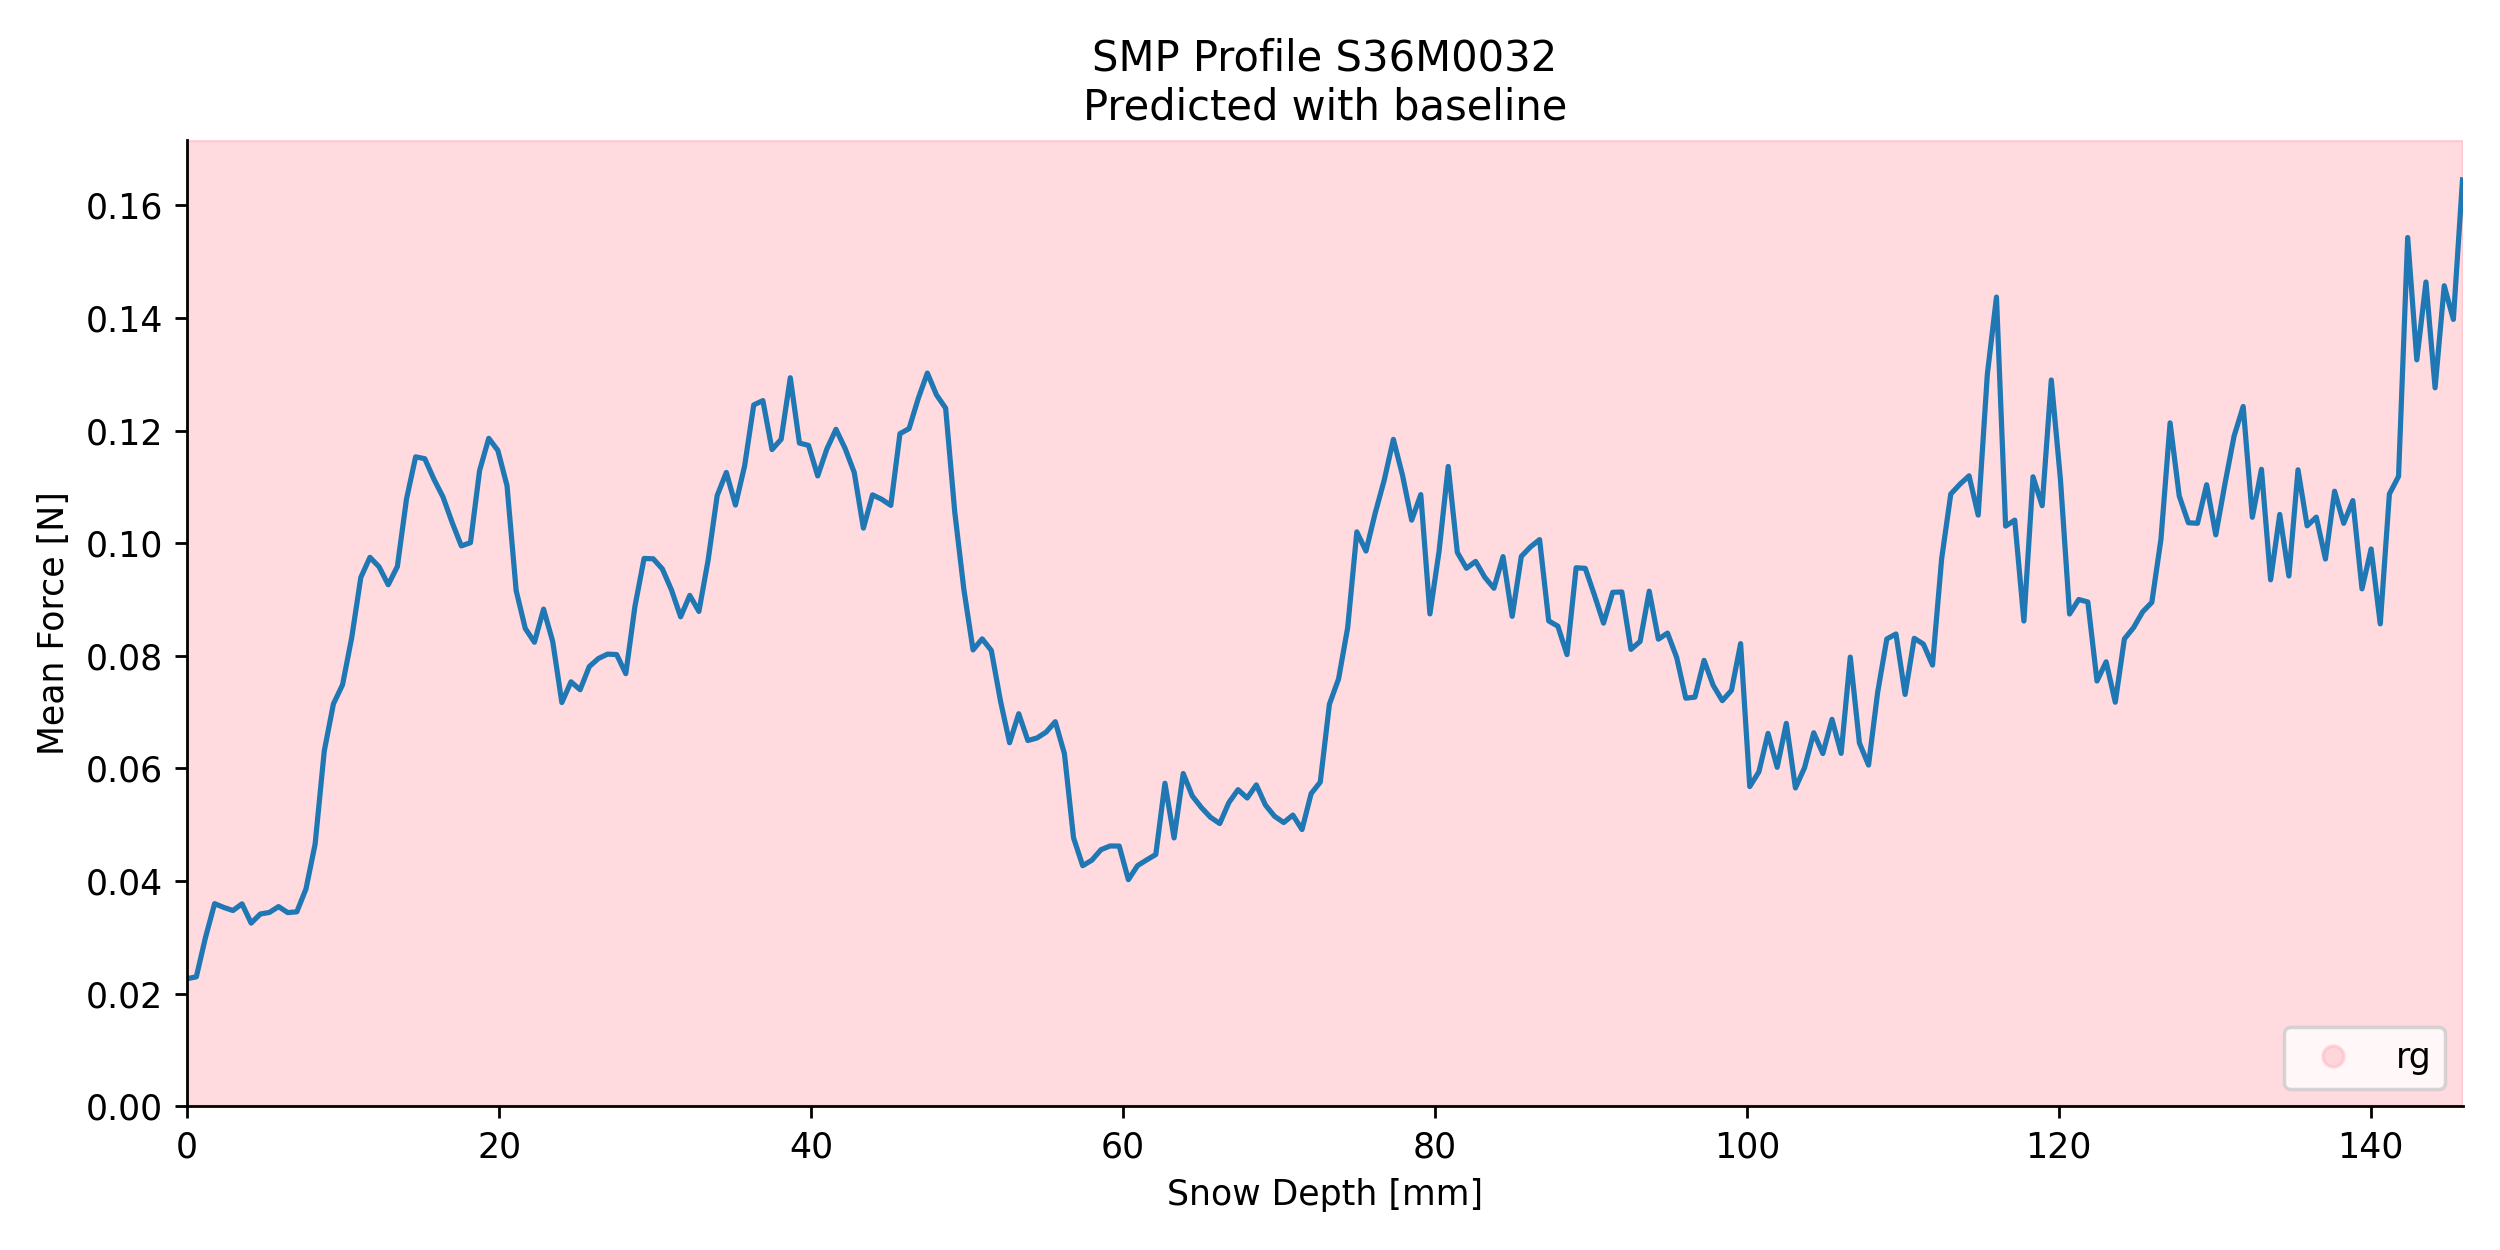 SMP Profile S36M0032
Predicted with baseline
Mean Force [N]
0.16
0.14
0.12
0.10
0.08
0.06
0.04
0.02
0.00
rg
0 20 40 60 80 100 120 140
Snow Depth [mm]